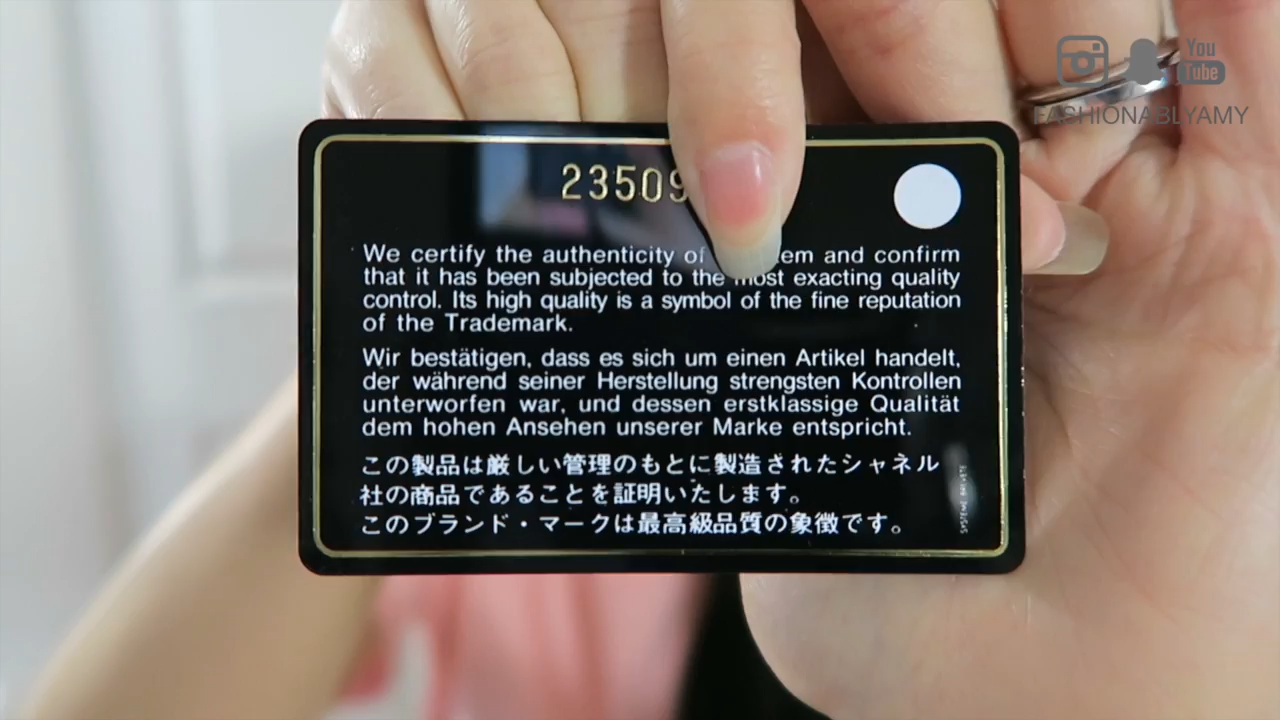 You
Tube
FASHIONABLYAMY
23509
We certify the authenticity of and confirm
that it has been subjected to the most exacting quality
control. Its high quality is a symbol of the fine reputation
of the Trademark.
Wir bestätigen, dass es sich um einen Artikel handelt,
der während seiner Herstellung strengsten Kontrollen
unterworfen war, und dessen erstklassige Qualität
dem hohen Ansehen unserer Marke entspricht.
この製品は厳しい管理のもとに製造されたシャネル
社の商品であることを証明いたします。
このブランド・マークは最高級品質の象徴です。